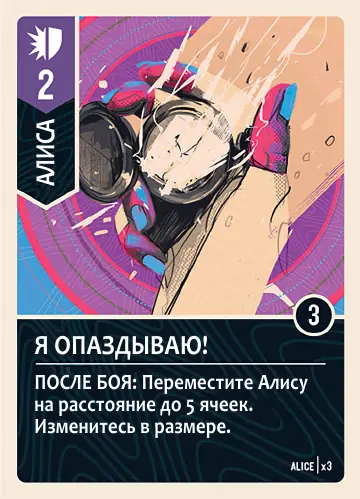 2
АЛИСА
3
Я ОПАЗДЫВАЮ!
ПОСЛЕ БОЯ: Переместите Алису
на расстояние до 5 ячеек.
Изменитесь в размере.
ALICE | x3